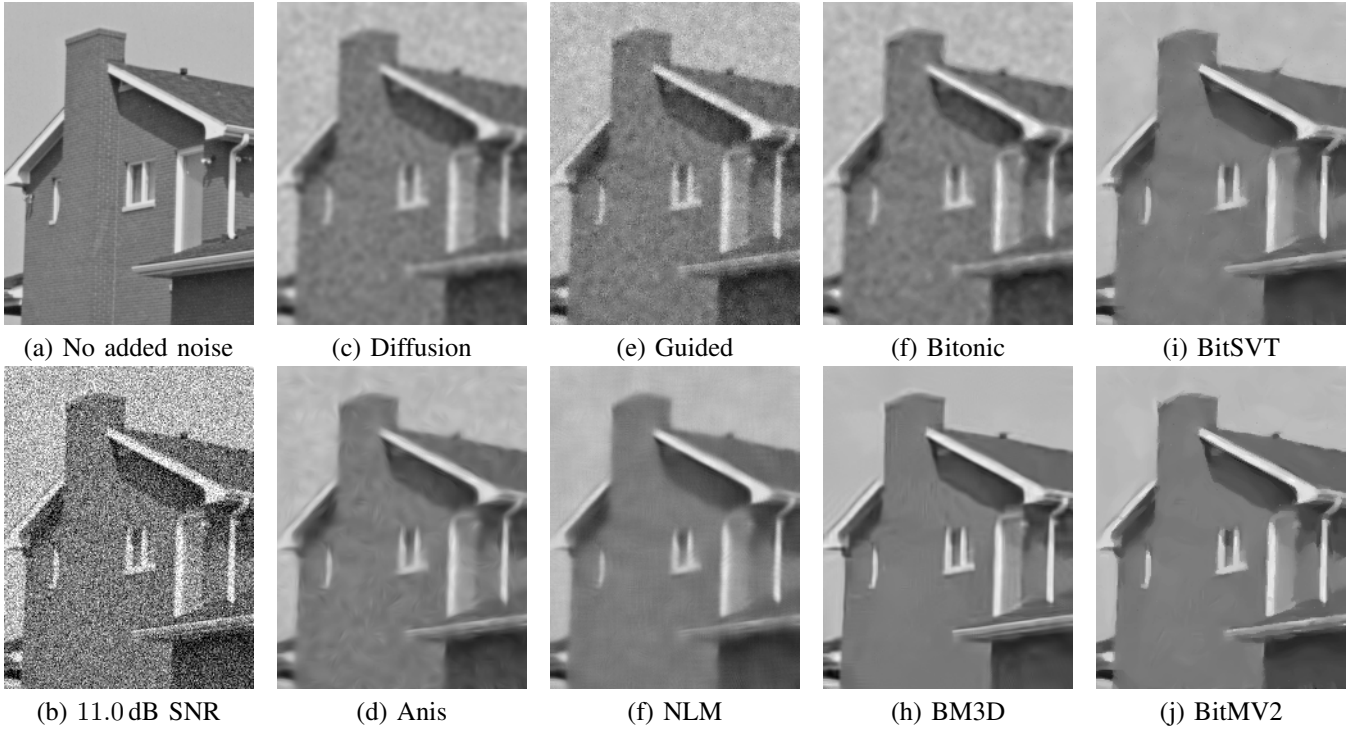 (a) No added noise
(c) Diffusion
(e) Guided
(f) Bitonic
(i) BitSVT
(b) 11.0 dB SNR
(d) Anis
(f) NLM
(h) BM3D
(j) BitMV2